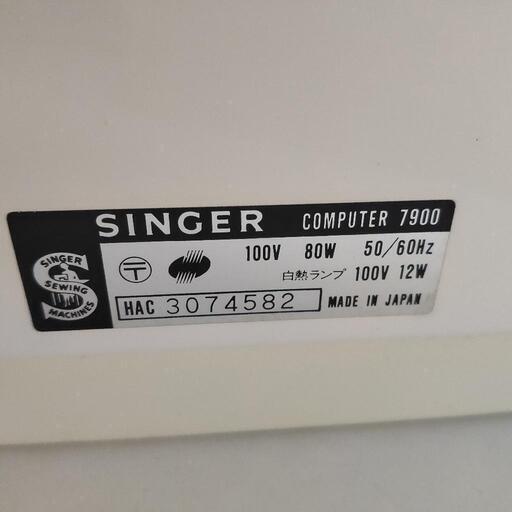 SINGER COMPUTER 7900
〒 100V 80W 50/60Hz
白熱ランプ 100V 12W
HAC 3074582 MADE IN JAPAN
SINGER
SEWING
MACHINES